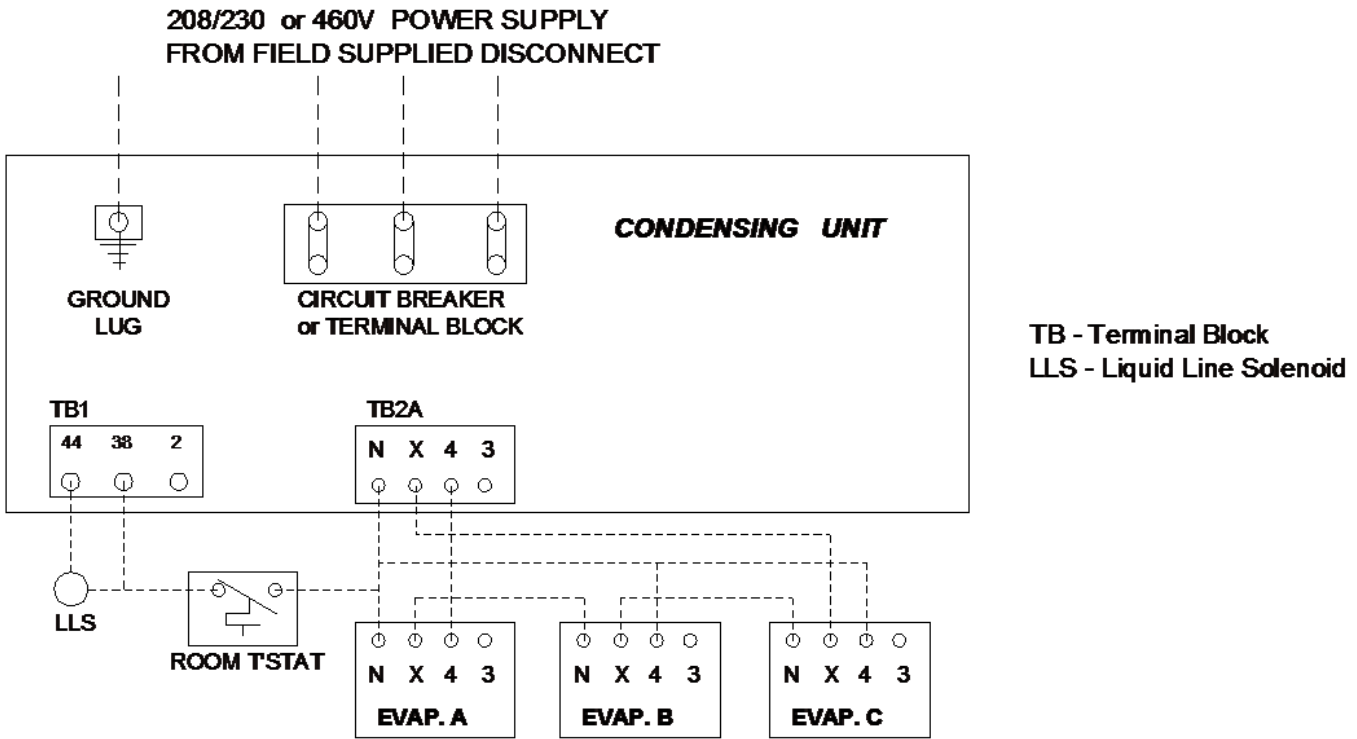 208/230 or 460V POWER SUPPLY
FROM FIELD SUPPLIED DISCONNECT
CONDENSING UNIT
GROUND
LUG
CIRCUIT BREAKER
or TERMINAL BLOCK
TB - Terminal Block
LLS - Liquid Line Solenoid
TB1
44 38 2
TB2A
N X 4 3
LLS
ROOM T'STAT
N X 4 3
EVAP. A
N X 4 3
EVAP. B
N X 4 3
EVAP. C